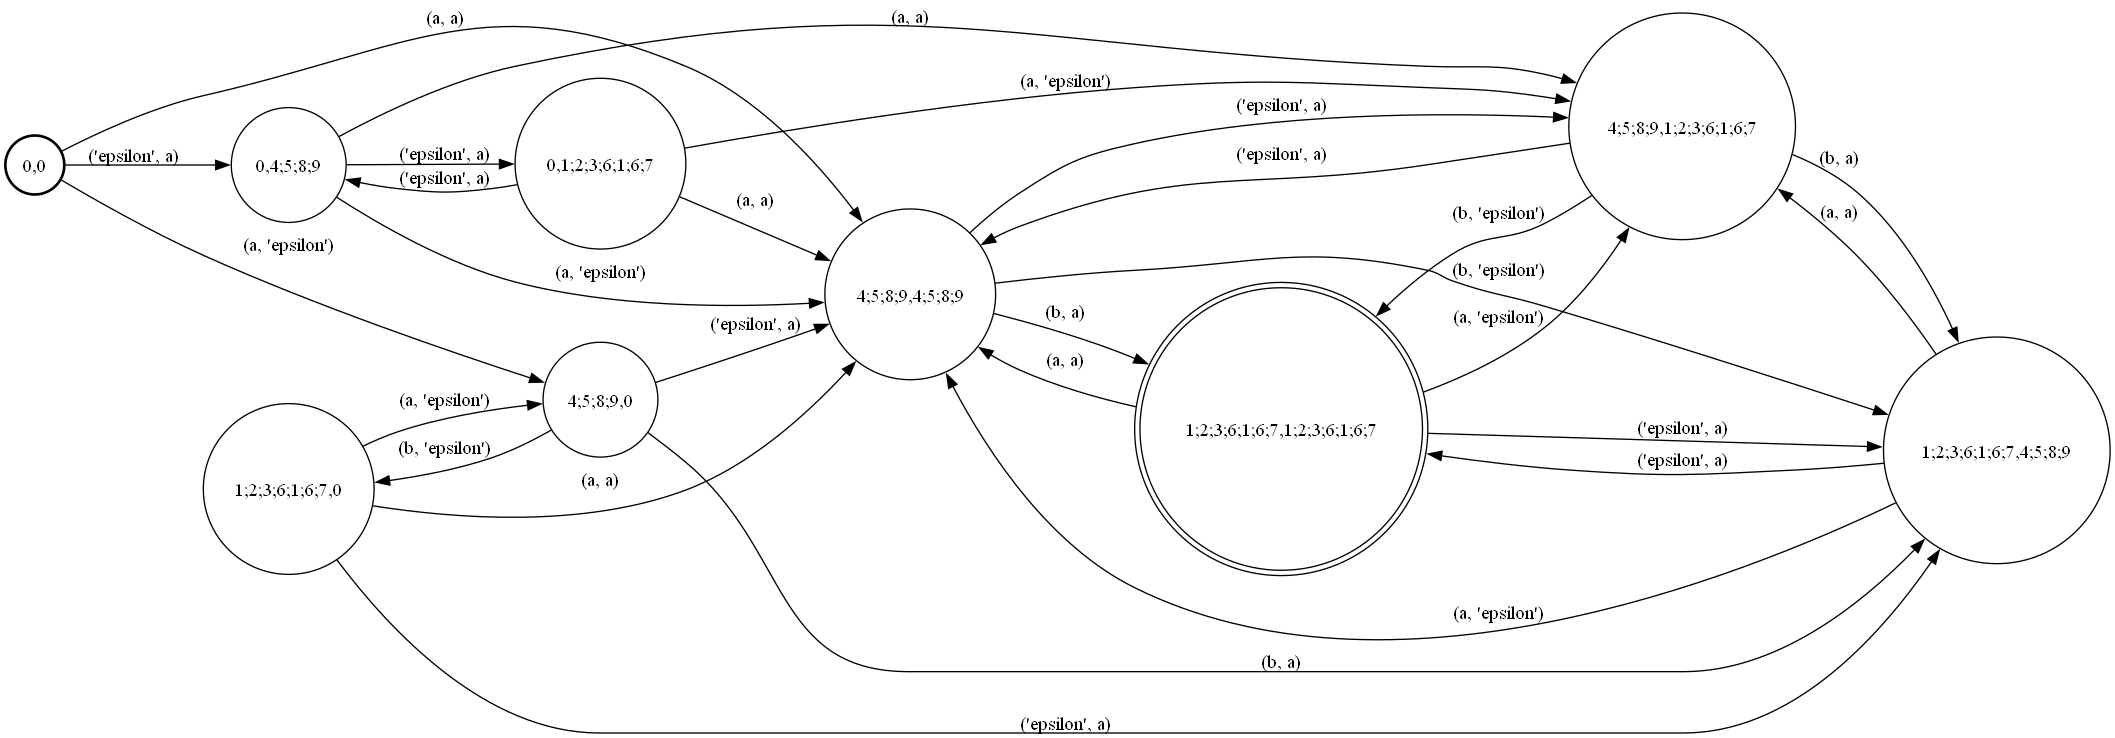 (a, a)
(a, a)
(a, 'epsilon')
('epsilon', a)
4;5;8;9,1;2;3;6;1;6;7
('epsilon', a)
('epsilon', a)
('epsilon', a)
(b, a)
0,0
0,4;5;8;9
0,1;2;3;6;1;6;7
('epsilon', a)
(a, a)
(b, 'epsilon')
(a, a)
(a, 'epsilon')
(a, 'epsilon')
(b, 'epsilon')
4;5;8;9,4;5;8;9
(b, a)
(a, 'epsilon')
('epsilon', a)
(a, a)
(a, 'epsilon')
4;5;8;9,0
1;2;3;6;1;6;7,1;2;3;6;1;6;7
('epsilon', a)
(b, 'epsilon')
1;2;3;6;1;6;7,4;5;8;9
('epsilon', a)
(a, a)
1;2;3;6;1;6;7,0
(a, 'epsilon')
(b, a)
('epsilon', a)